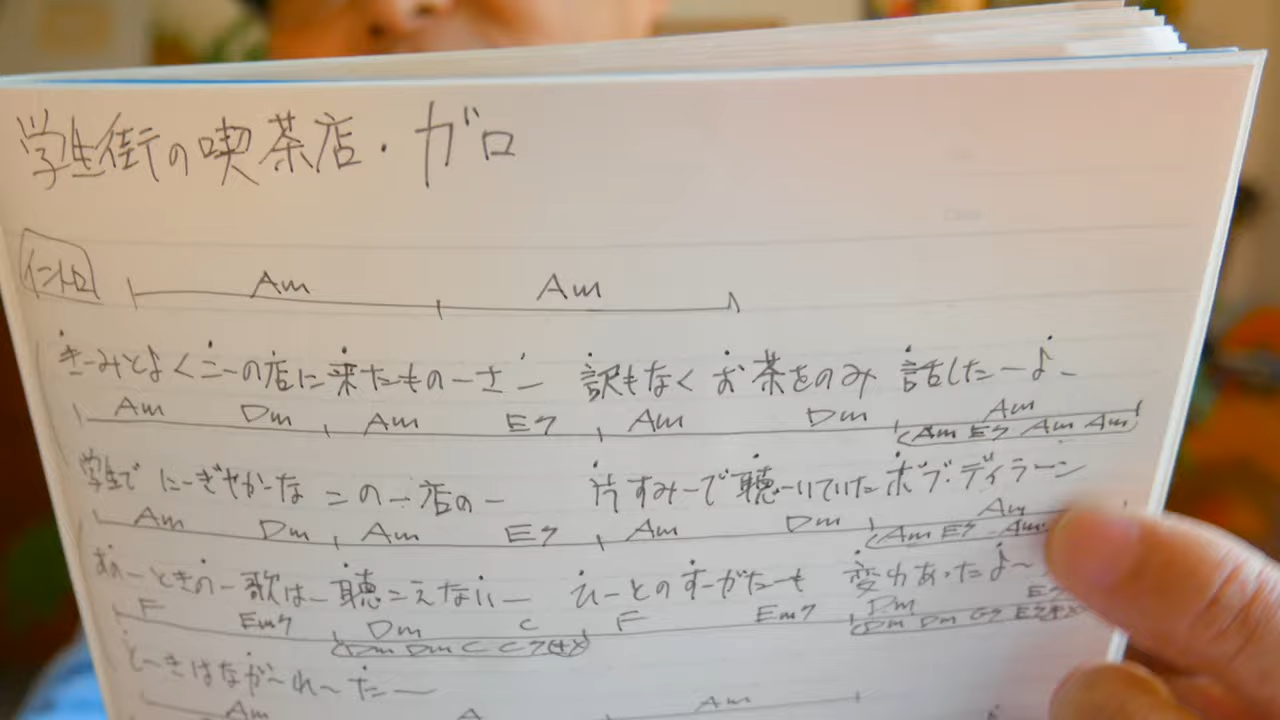 学生街の喫茶店・ガロ
イントロ
Am Am
きーみとよくこーの店に来たものーさー 訳もなく お茶をのみ 話したーよー
Am Dm Am E7 Am Dm Am
(Am E7 Am Am)
学生で にーぎやかな この一店のー 片すみーで聴ーいていたボブ・ディラーン
Am Dm Am E7 Am Dm Am
(Am E7 Am
あのーときのー歌はー聴こえないー ひーとのすーがたーも 変わあったよ～
F Em7 Dm C F Em7 Dm E7
(Dm Dm C C7 (Dm Dm G7 E7
とーきはなが～れ～たー
Am Am